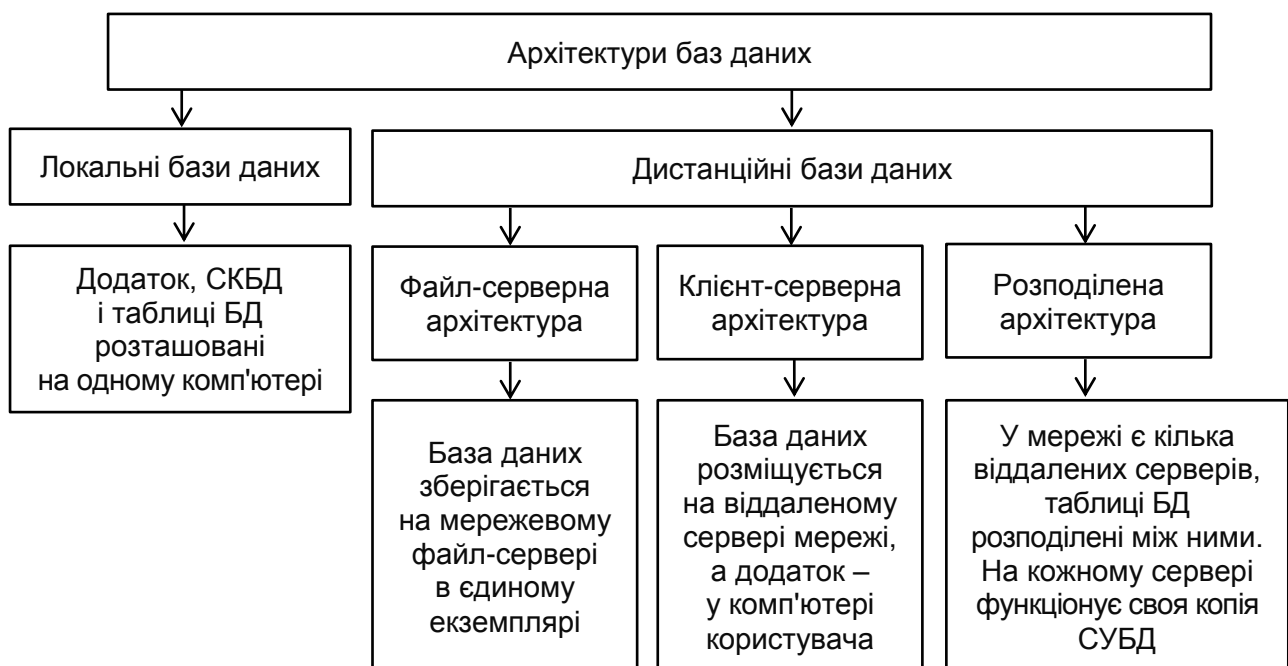 Архітектури баз даних
Локальні бази даних
Дистанційні бази даних
Додаток, СКБД
і таблиці БД
розташовані
на одному комп'ютері
Файл-серверна
архітектура
Клієнт-серверна
архітектура
Розподілена
архітектура
База даних
зберігається
на мережевому
файл-сервері
в єдиному
екземплярі
База даних
розміщується
на віддаленому
сервері мережі,
а додаток –
у комп'ютері
користувача
У мережі є кілька
віддалених серверів,
таблиці БД
розподілені між ними.
На кожному сервері
функціонує своя копія
СУБД